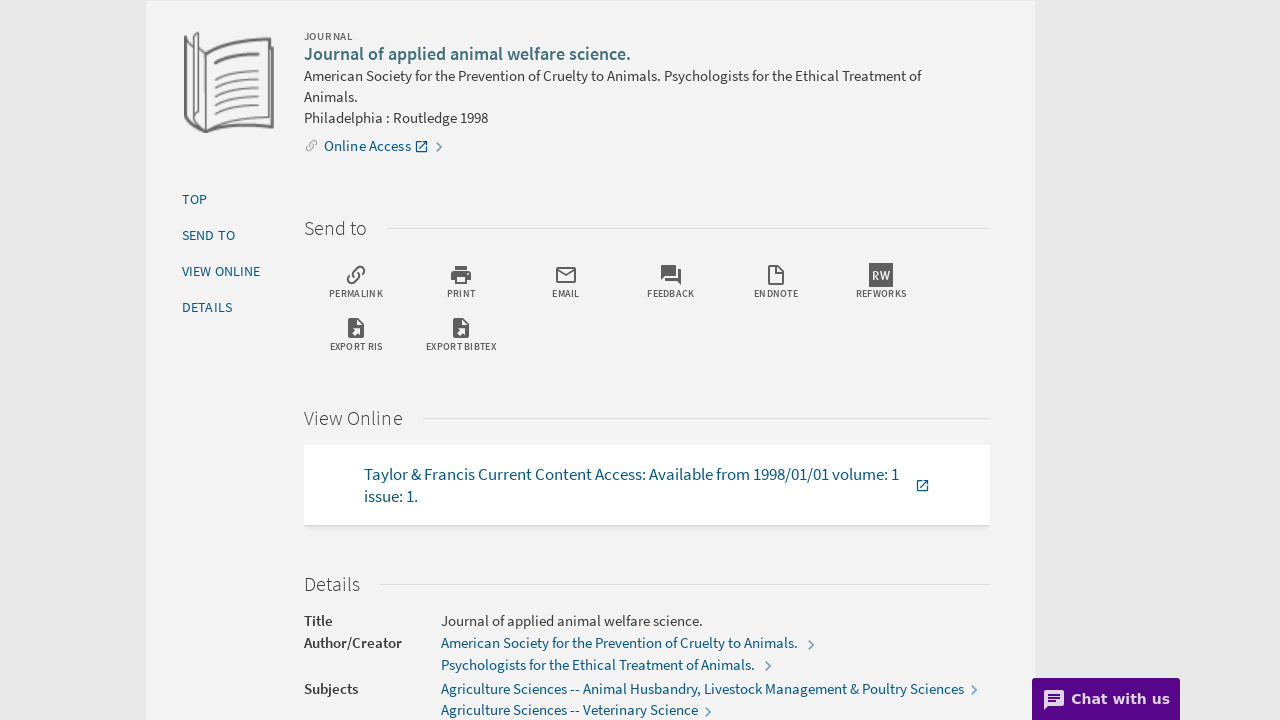 JOURNAL
Journal of applied animal welfare science.
American Society for the Prevention of Cruelty to Animals. Psychologists for the Ethical Treatment of
Animals.
Philadelphia : Routledge 1998
Online Access
TOP
SEND TO
VIEW ONLINE
DETAILS
Send to
PERMALINK
PRINT
EMAIL
FEEDBACK
ENDNOTE
RW
REFWORKS
EXPORT RIS
EXPORT BIBTEX
View Online
Taylor & Francis Current Content Access: Available from 1998/01/01 volume: 1
issue: 1.
Details
Title Journal of applied animal welfare science.
Author/Creator American Society for the Prevention of Cruelty to Animals.
Psychologists for the Ethical Treatment of Animals.
Subjects Agriculture Sciences -- Animal Husbandry, Livestock Management & Poultry Sciences
Agriculture Sciences -- Veterinary Science
Chat with us